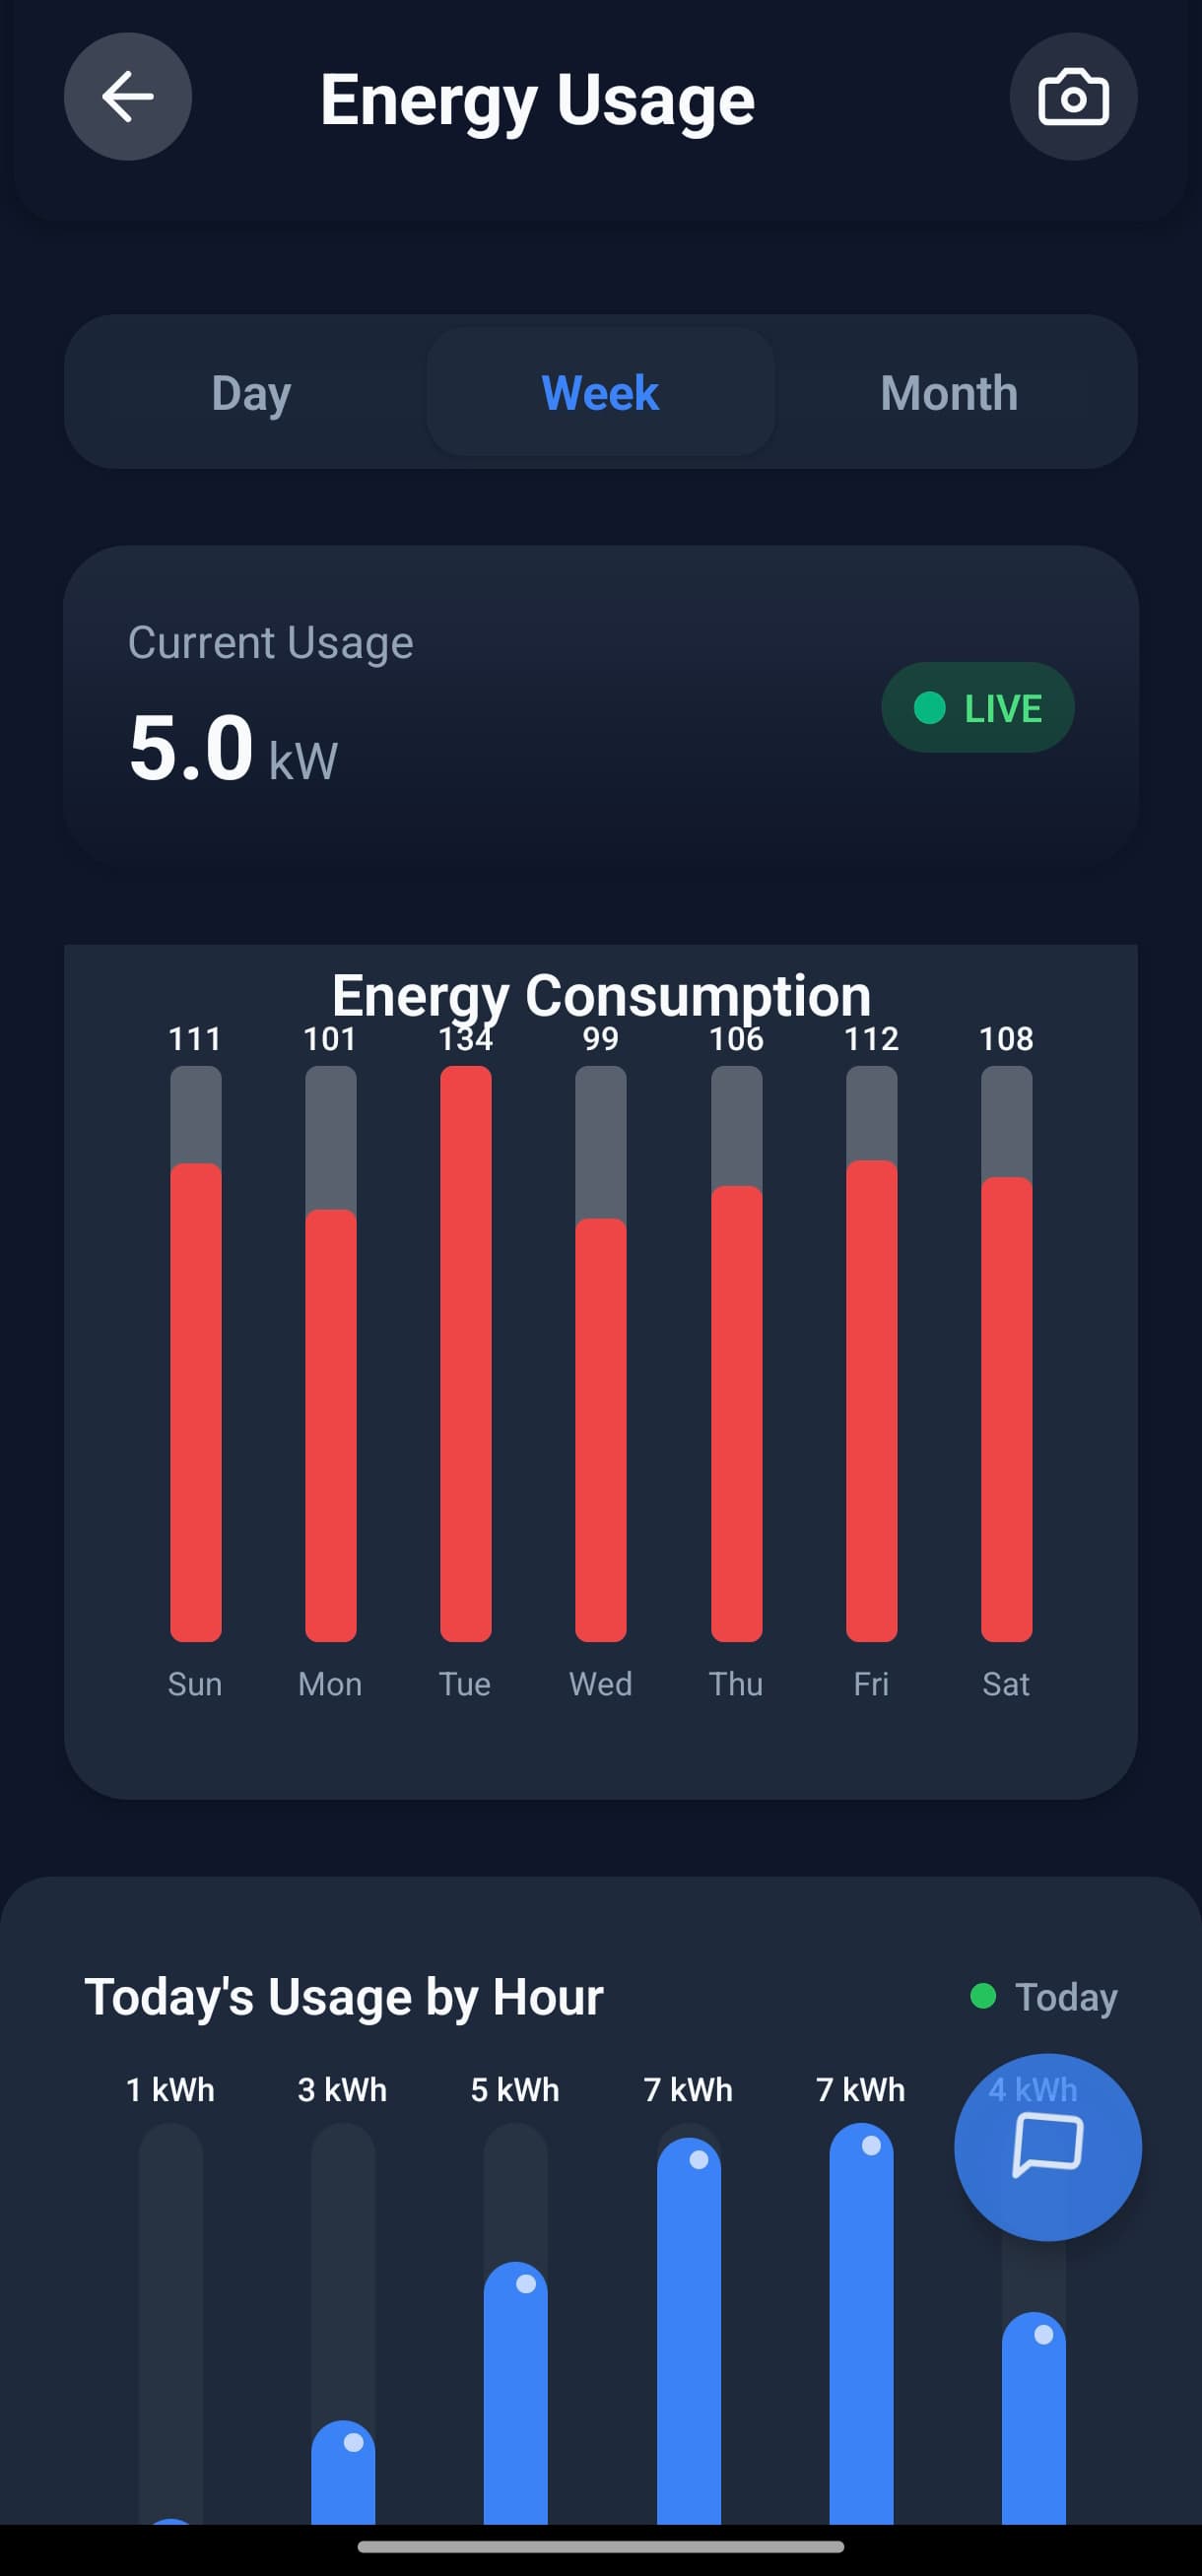 Energy Usage
Day Week Month
Current Usage
5.0 kW
LIVE
Energy Consumption
111 101 134 99 106 112 108
Sun Mon Tue Wed Thu Fri Sat
Today's Usage by Hour
Today
1 kWh 3 kWh 5 kWh 7 kWh 7 kWh 4 kWh